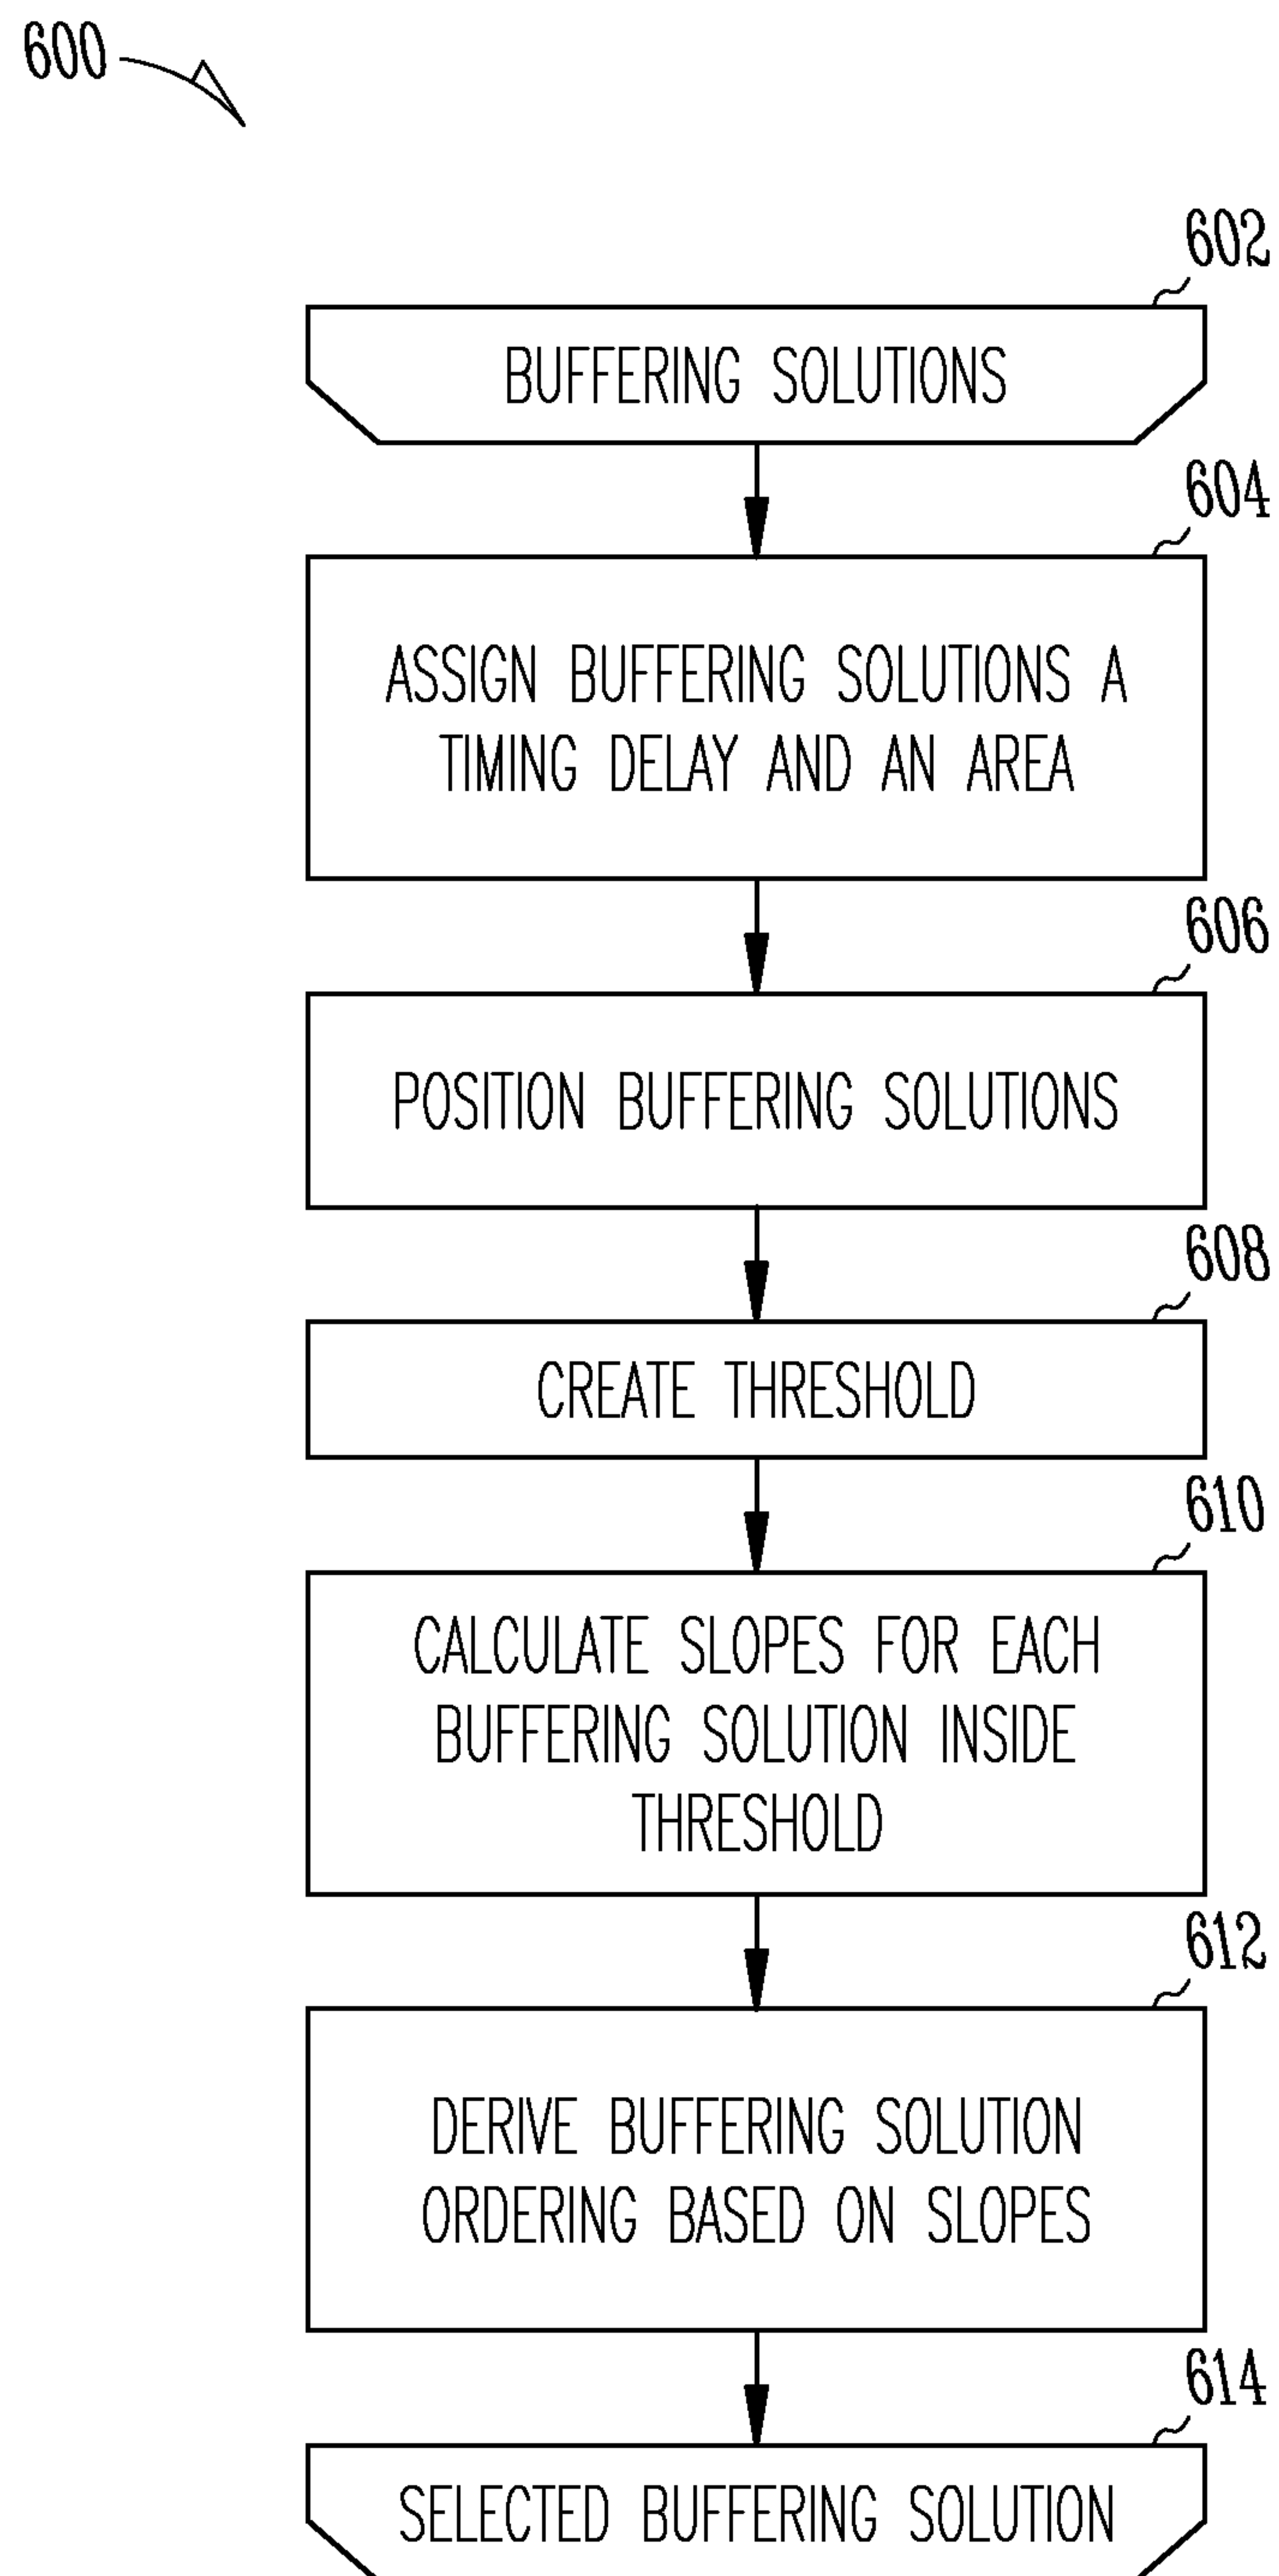 600
602
BUFFERING SOLUTIONS
604
ASSIGN BUFFERING SOLUTIONS A
TIMING DELAY AND AN AREA
606
POSITION BUFFERING SOLUTIONS
608
CREATE THRESHOLD
610
CALCULATE SLOPES FOR EACH
BUFFERING SOLUTION INSIDE
THRESHOLD
612
DERIVE BUFFERING SOLUTION
ORDERING BASED ON SLOPES
614
SELECTED BUFFERING SOLUTION